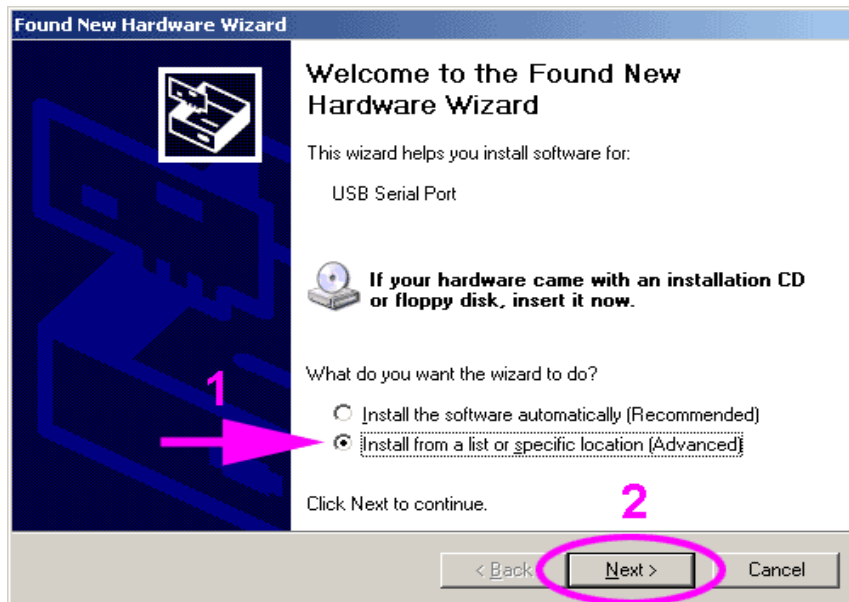 Found New Hardware Wizard
Welcome to the Found New
Hardware Wizard
This wizard helps you install software for:
USB Serial Port
If your hardware came with an installation CD
or floppy disk, insert it now.
What do you want the wizard to do?
1
Install the software automatically (Recommended)
Install from a list or specific location (Advanced)
Click Next to continue.
2
< Back
Next >
Cancel